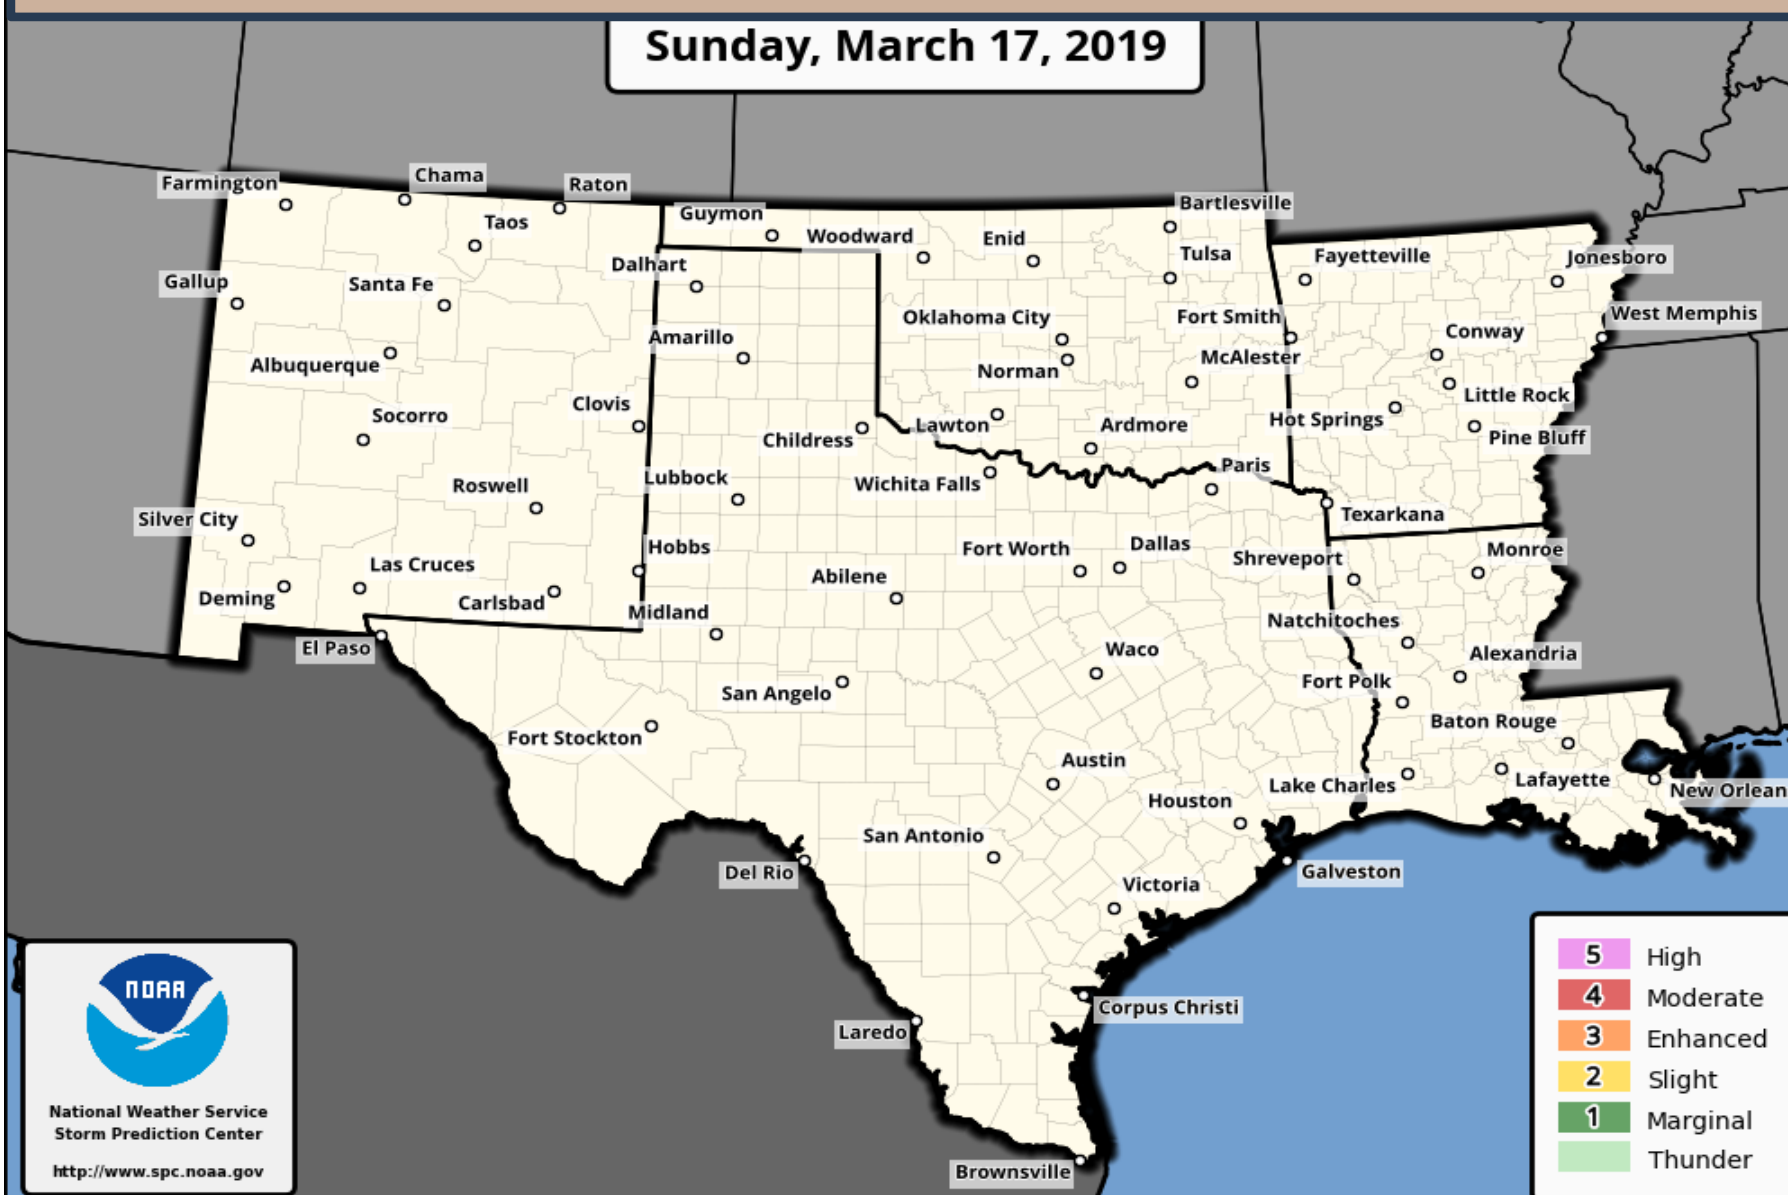 Sunday, March 17, 2019
Farmington
Chama
Raton
Taos
Guymon
Woodward
Enid
Bartlesville
Tulsa
Fayetteville
Jonesboro
Gallup
Santa Fe
Dalhart
Oklahoma City
Fort Smith
West Memphis
Conway
Albuquerque
Amarillo
Norman
McAlester
Little Rock
Socorro
Clovis
Childress
Lawton
Ardmore
Hot Springs
Pine Bluff
Roswell
Lubbock
Wichita Falls
Paris
Texarkana
Silver City
Las Cruces
Hobbs
Fort Worth
Dallas
Shreveport
Monroe
Deming
Carlsbad
Midland
Abilene
Natchitoches
El Paso
Waco
Alexandria
San Angelo
Fort Polk
Fort Stockton
Baton Rouge
Austin
Lake Charles
Lafayette
New Orlean
Houston
San Antonio
Del Rio
Galveston
Victoria
Corpus Christi
Laredo
Brownsville
NOAA
National Weather Service
Storm Prediction Center
http://www.spc.noaa.gov
5 High
4 Moderate
3 Enhanced
2 Slight
1 Marginal
Thunder